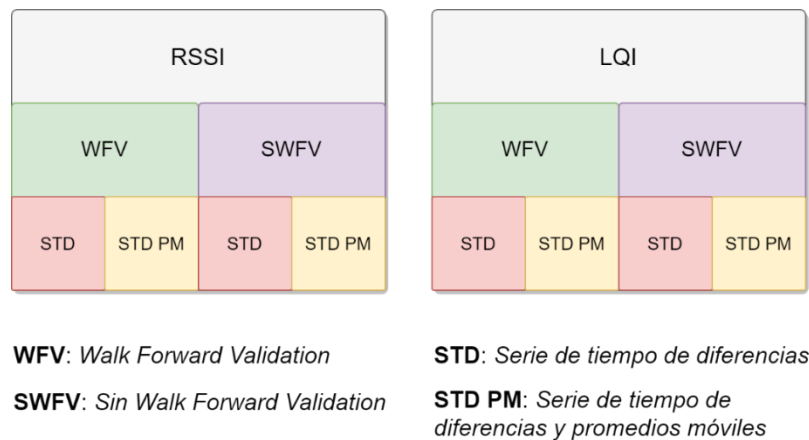 RSSI
LQI
WFV
SWFV
WFV
SWFV
STD
STD PM
STD
STD PM
STD
STD PM
STD
STD PM
WFV: Walk Forward Validation
SWFV: Sin Walk Forward Validation
STD: Serie de tiempo de diferencias
STD PM: Serie de tiempo de
diferencias y promedios móviles